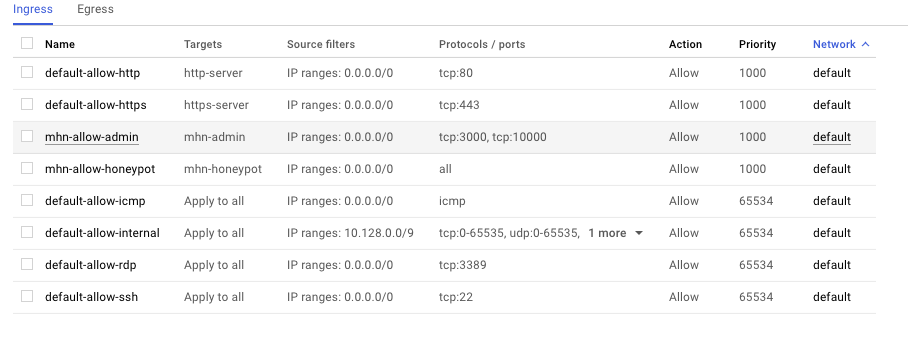 Ingress Egress
Name Targets Source filters Protocols / ports Action Priority Network
default-allow-http http-server IP ranges: 0.0.0.0/0 tcp:80 Allow 1000 default
default-allow-https https-server IP ranges: 0.0.0.0/0 tcp:443 Allow 1000 default
mhn-allow-admin mhn-admin IP ranges: 0.0.0.0/0 tcp:3000, tcp:10000 Allow 1000 default
mhn-allow-honeypot mhn-honeypot IP ranges: 0.0.0.0/0 all Allow 1000 default
default-allow-icmp Apply to all IP ranges: 0.0.0.0/0 icmp Allow 65534 default
default-allow-internal Apply to all IP ranges: 10.128.0.0/9 tcp:0-65535, udp:0-65535, 1 more Allow 65534 default
default-allow-rdp Apply to all IP ranges: 0.0.0.0/0 tcp:3389 Allow 65534 default
default-allow-ssh Apply to all IP ranges: 0.0.0.0/0 tcp:22 Allow 65534 default